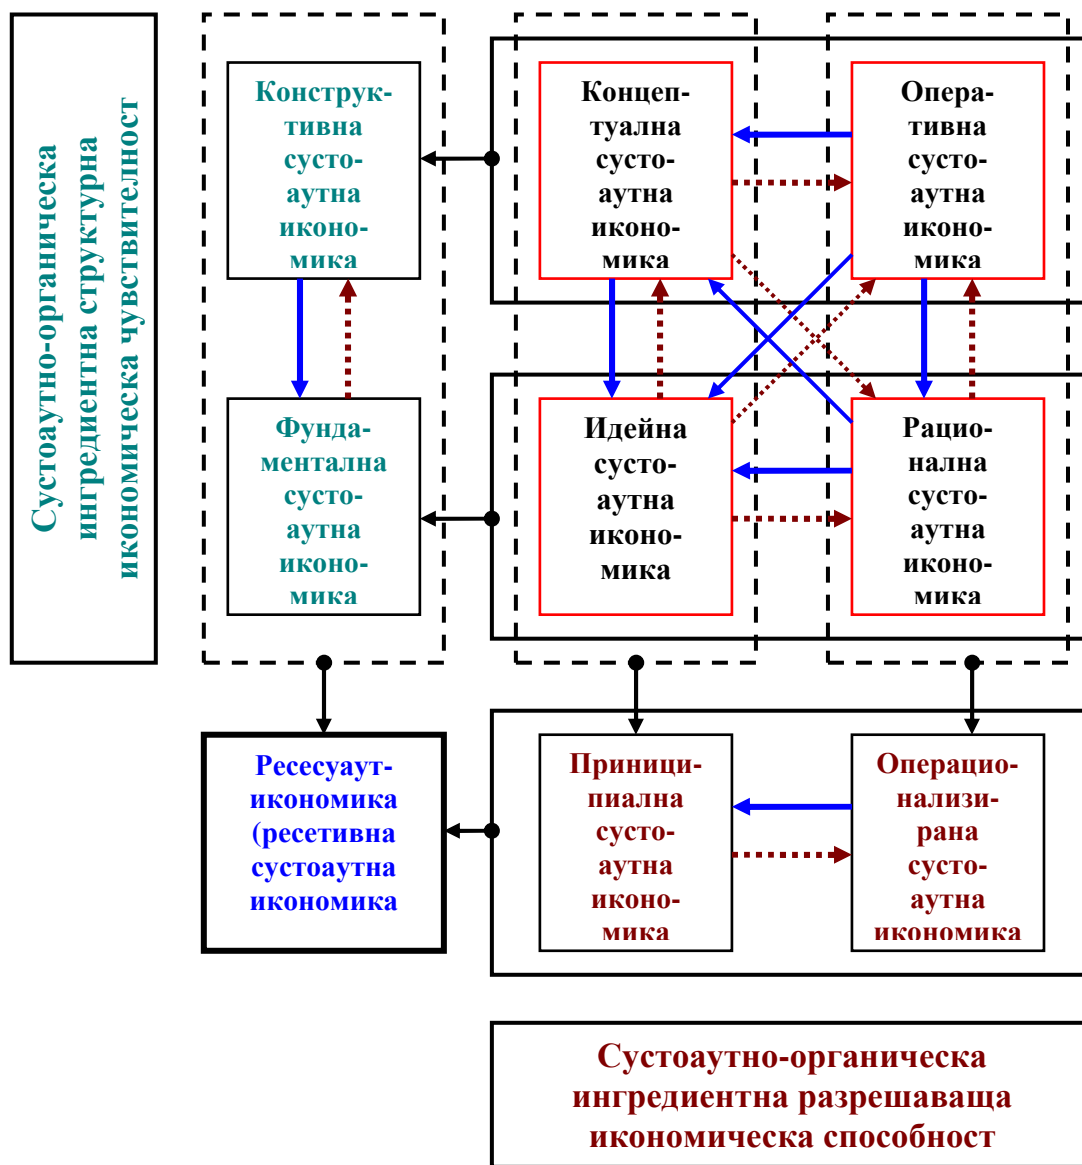 Сустоаутно-органическа
ингредиентна структурна
икономическа чувствителност
Конструк-
тивна
сусто-
аутна
иконо-
мика
Концеп-
туална
сусто-
аутна
иконо-
мика
Опера-
тивна
сусто-
аутна
иконо-
мика
Фунда-
ментална
сусто-
аутна
иконо-
мика
Идейна
сусто-
аутна
иконо-
мика
Рацио-
нална
сусто-
аутна
иконо-
мика
Ресесуаут-
икономика
(ресетивна
сустоаутна
икономика
Приници-
пиална
сусто-
аутна
иконо-
мика
Операцио-
нализи-
рана
сусто-
аутна
икономика
Сустоаутно-органическа
ингредиентна разрешаваща
икономическа способност